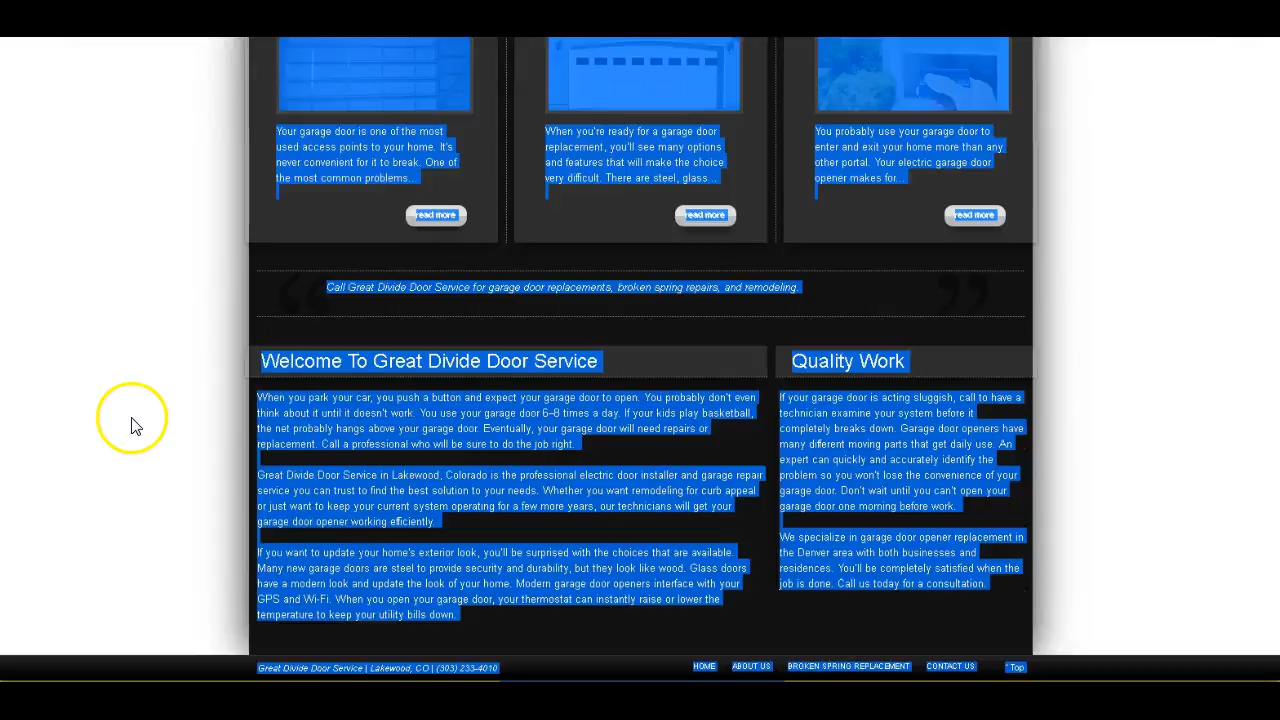 Your garage door is one of the most
used access points to your home. It's
never convenient for it to break. One of
the most common problems...
read more
When you're ready for a garage door
replacement, you'll see many options
and features that will make the choice
very difficult. There are steel, glass...
read more
You probably use your garage door to
enter and exit your home more than any
other portal. Your electric garage door
opener makes for...
read more
Call Great Divide Door Service for garage door replacements, broken spring repairs, and remodeling.
Welcome To Great Divide Door Service
When you park your car, you push a button and expect your garage door to open. You probably don't even
think about it until it doesn't work. You use your garage door 6–8 times a day. If your kids play basketball,
the net probably hangs above your garage door. Eventually, your garage door will need repairs or
replacement. Call a professional who will be sure to do the job right.
Great Divide Door Service in Lakewood, Colorado is the professional electric door installer and garage repair
service you can trust to find the best solution to your needs. Whether you want remodeling for curb appeal
or just want to keep your current system operating for a few more years, our technicians will get your
garage door opener working efficiently.
If you want to update your home's exterior look, you'll be surprised with the choices that are available.
Many new garage doors are steel to provide security and durability, but they look like wood. Glass doors
have a modern look and update the look of your home. Modern garage door openers interface with your
GPS and Wi-Fi. When you open your garage door, your thermostat can instantly raise or lower the
temperature to keep your utility bills down.
Quality Work
If your garage door is acting sluggish, call to have a
technician examine your system before it
completely breaks down. Garage door openers have
many different moving parts that get daily use. An
expert can quickly and accurately identify the
problem so you won't lose the convenience of your
garage door. Don't wait until you can't open your
garage door one morning before work.
We specialize in garage door opener replacement in
the Denver area with both businesses and
residences. You'll be completely satisfied when the
job is done. Call us today for a consultation.
Great Divide Door Service | Lakewood, CO | (303) 233-4010
HOME ABOUT US BROKEN SPRING REPLACEMENT CONTACT US ^ Top